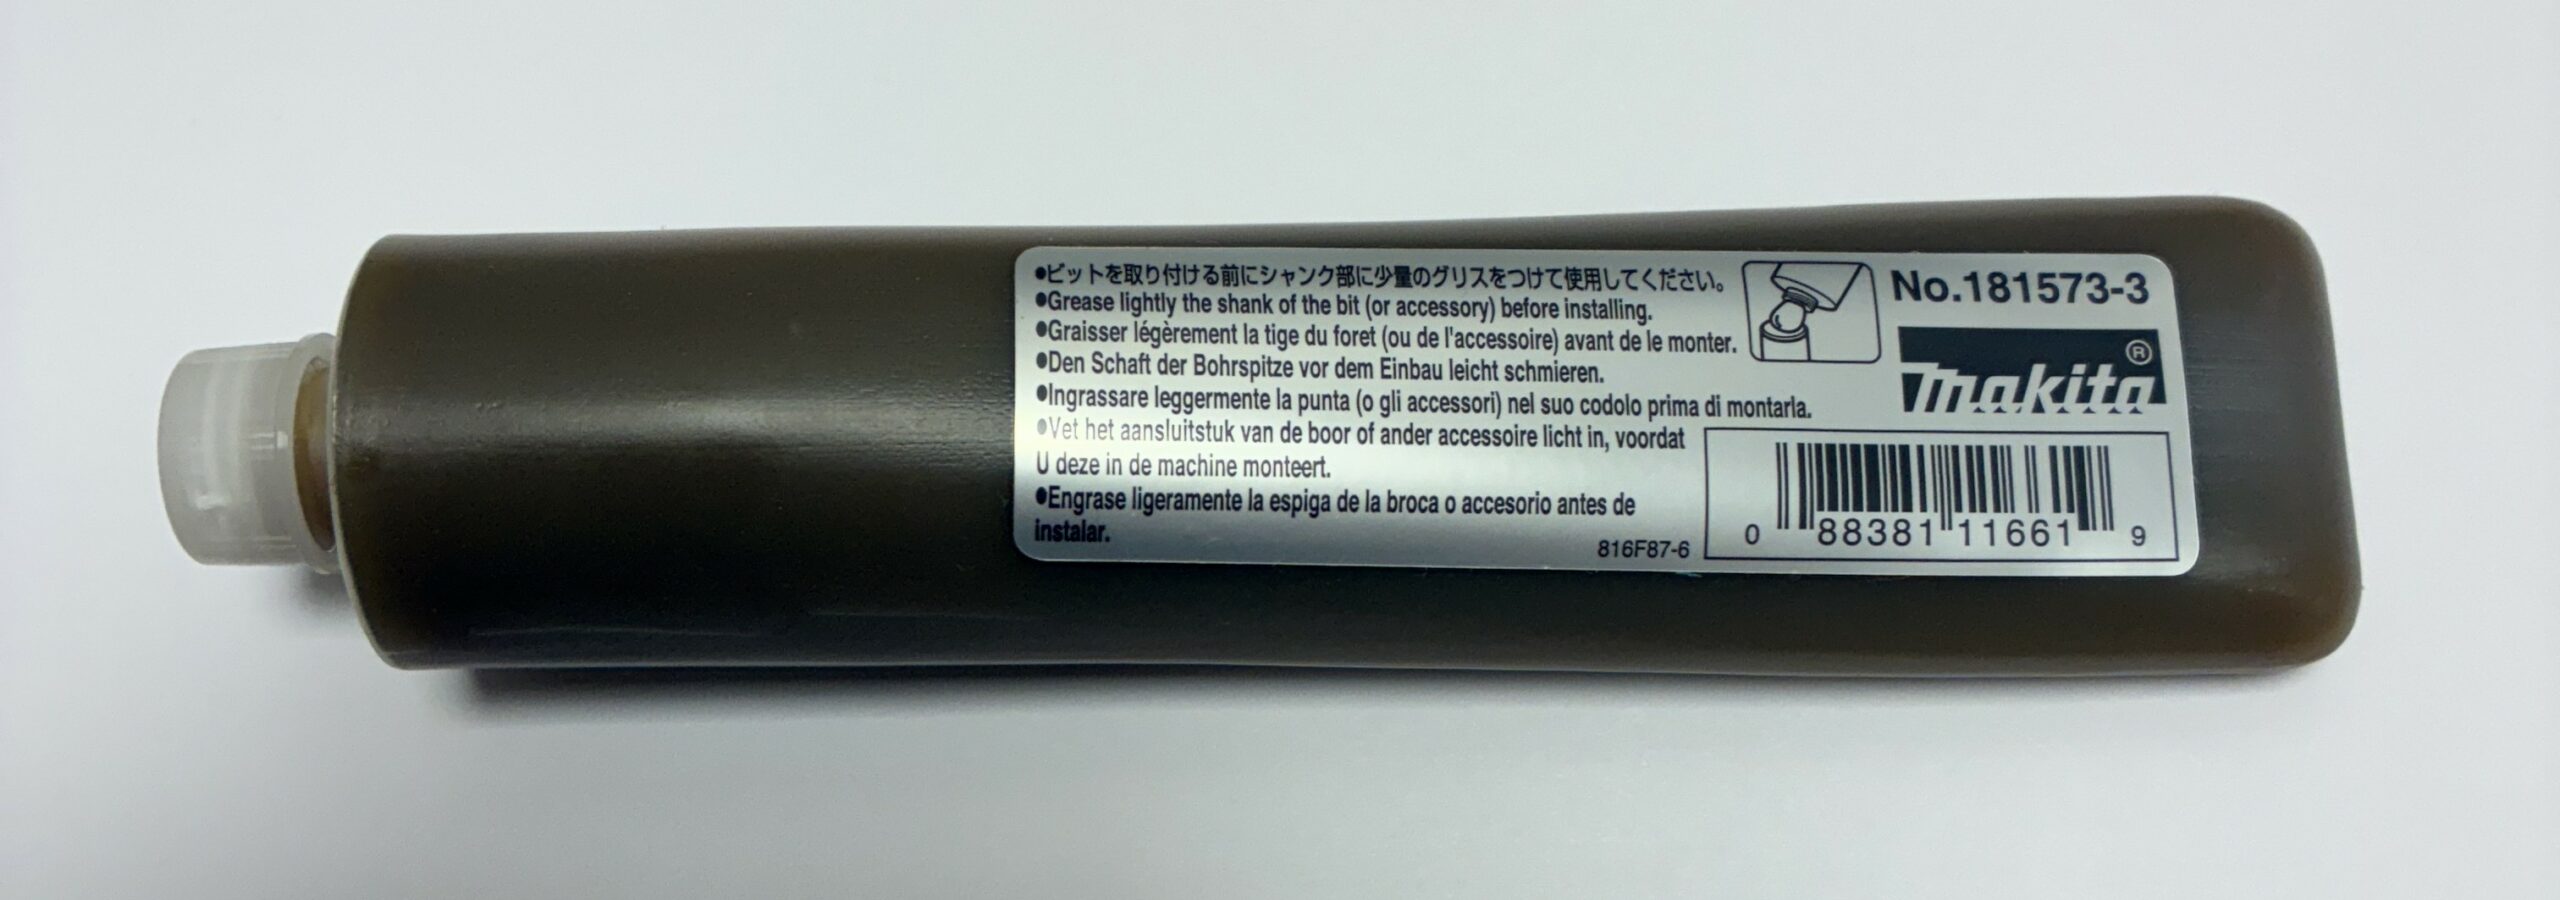 ●ビットを取り付ける前にシャンク部に少量のグリスをつけて使用してください。
●Grease lightly the shank of the bit (or accessory) before installing.
●Graisser légèrement la tige du foret (ou de l'accessoire) avant de le monter.
●Den Schaft der Bohrspitze vor dem Einbau leicht schmieren.
●Ingrassare leggermente la punta (o gli accessori) nel suo codolo prima di montarla.
●Vet het aansluitstuk van de boor of ander accessoire licht in, voordat
U deze in de machine monteert.
●Engrase ligeramente la espiga de la broca o accesorio antes de
instalar.
816F87-6
No.181573-3
makita®
0 88381 11661 9